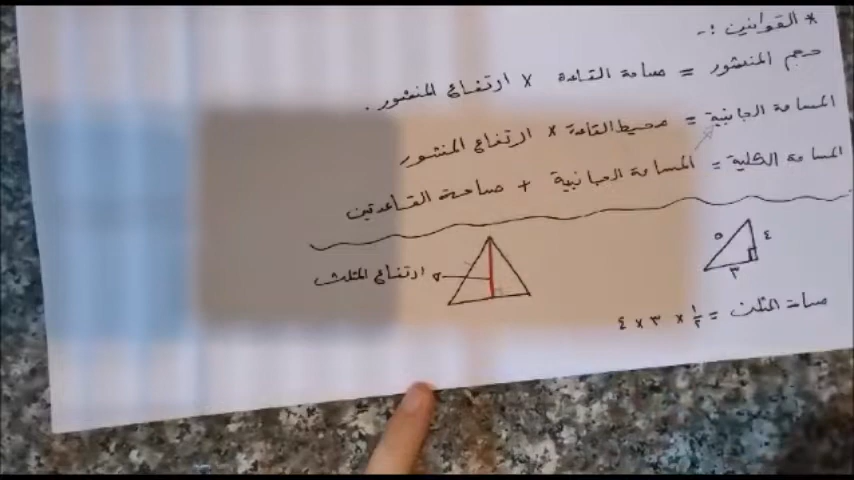 * القوانين :-
حجم المنشور = مساحة القاعدة × ارتفاع المنشور .
المساحة الجانبية = محيط القاعدة × ارتفاع المنشور
المساحة الكلية = المساحة الجانبية + مساحة القاعدتين
٥ ٤
٣
ارتفاع المثلث
مساحة المثلث = ١/٢ × ٣ × ٤